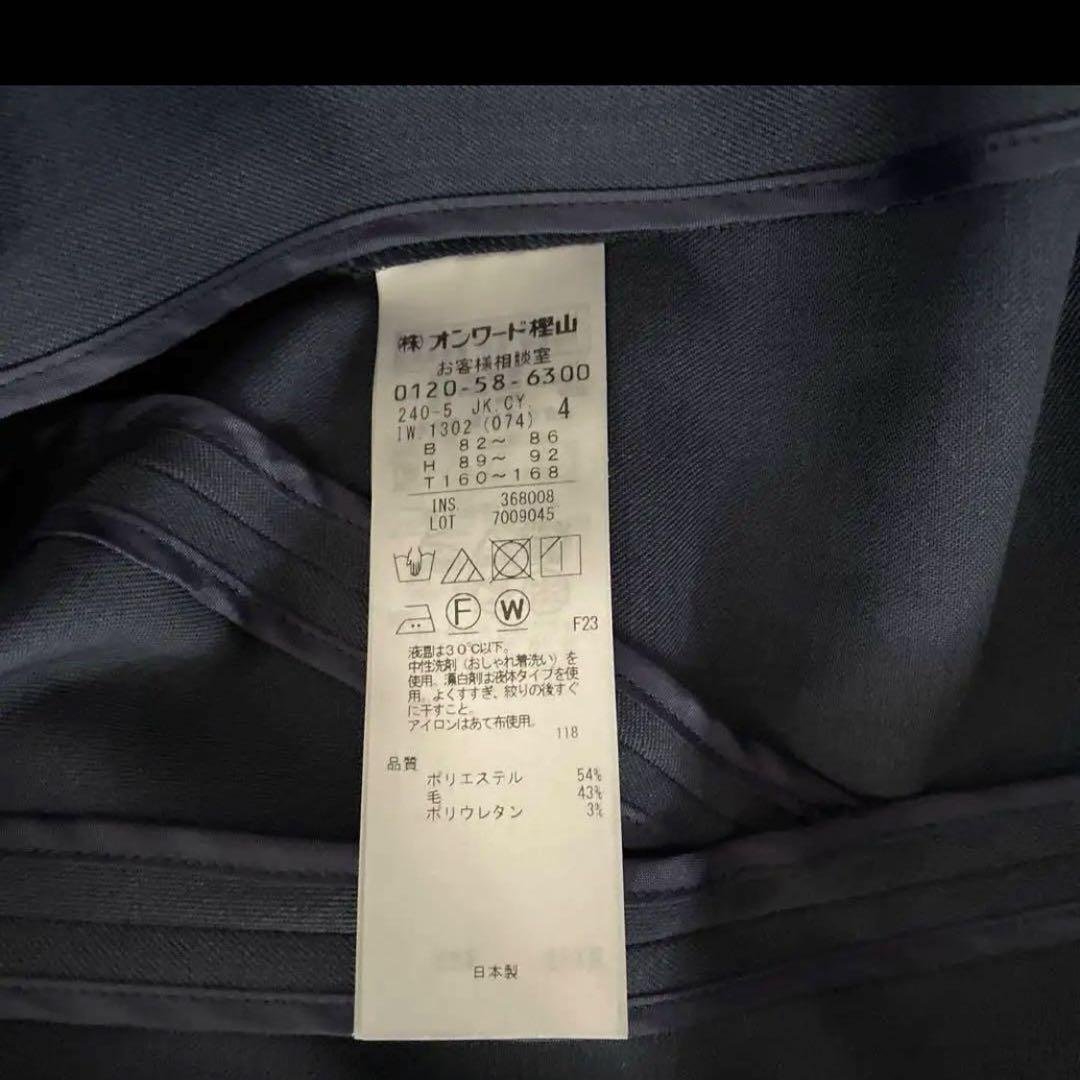 ㈱オンワード樫山
お客様相談室
0120-58-6300
240-5 JK.CY. 4
IW.1302 (074)
B 82～ 86
H 89～ 92
T160～168
INS 368008
LOT 7009045
F W
F23
液温は30℃以下。
中性洗剤（おしゃれ着洗い）を
使用。漂白剤は液体タイプを使
用。よくすすぎ、絞りの後すぐ
に干すこと。
アイロンはあて布使用。
118
品質
ポリエステル 54%
毛 43%
ポリウレタン 3%
日本製